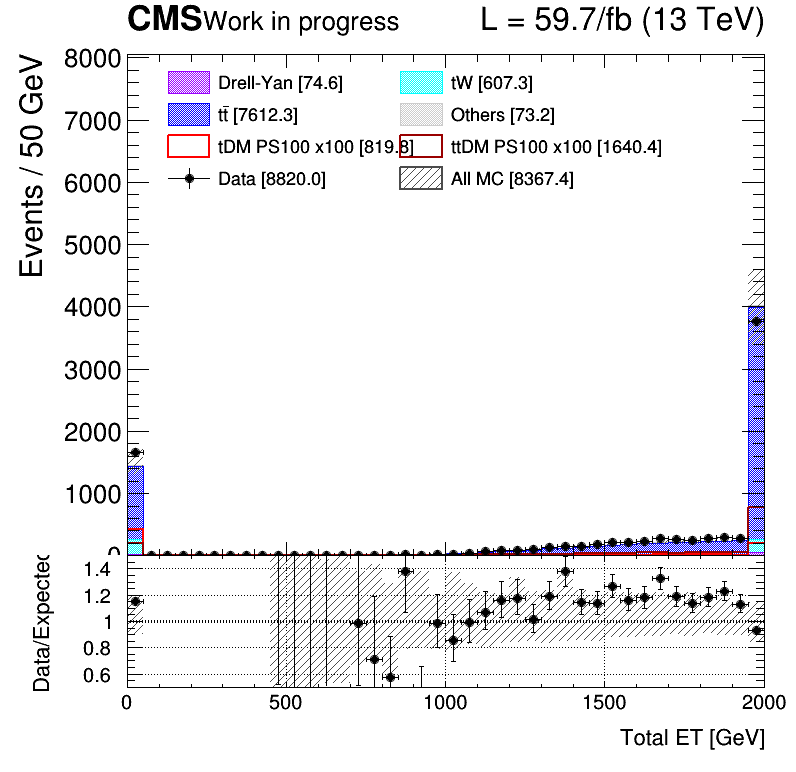 CMS Work in progress L = 59.7/fb (13 TeV)
Events / 50 GeV
8000
7000
6000
5000
4000
3000
2000
1000
0
Drell-Yan [74.6]
tW [607.3]
tt̄ [7612.3]
Others [73.2]
tDM PS100 x100 [819.8]
ttDM PS100 x100 [1640.4]
Data [8820.0]
All MC [8367.4]
Data/Expected
1.4
1.2
1
0.8
0.6
0 500 1000 1500 2000
Total ET [GeV]